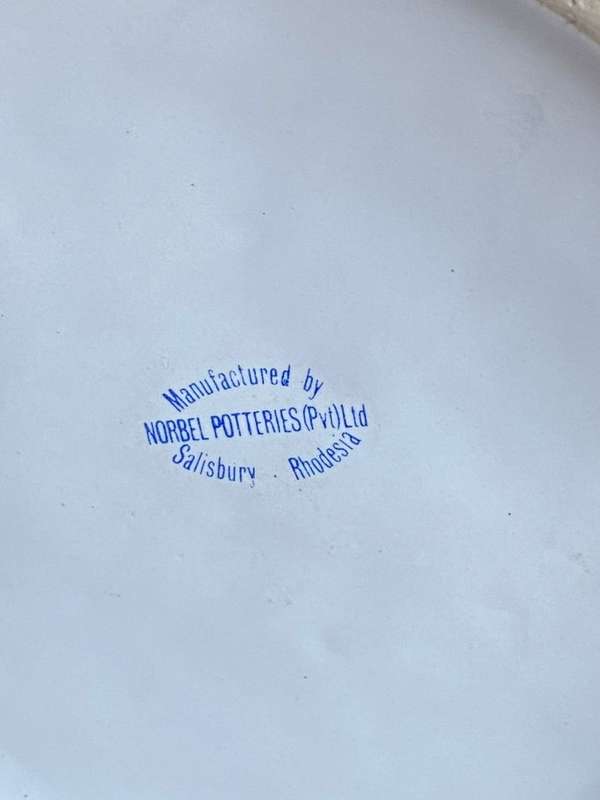 Manufactured by
NORBEL POTTERIES (Pvt) Ltd
Salisbury . Rhodesia